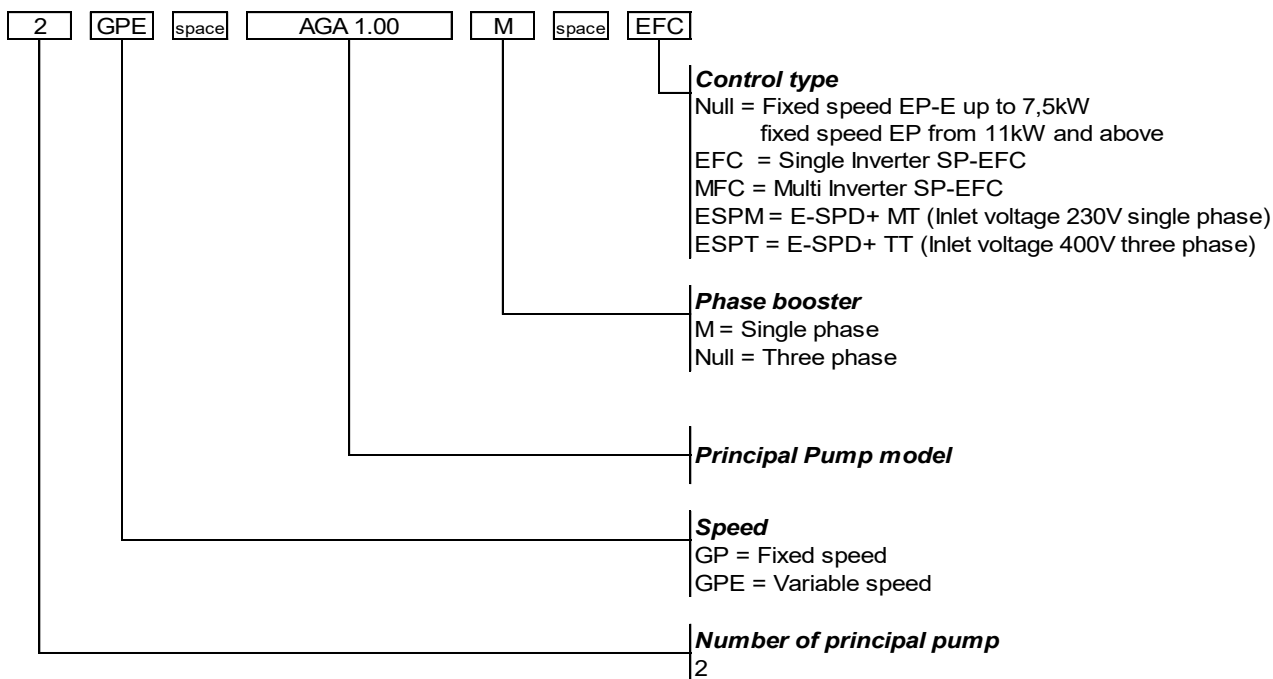 2 GPE space AGA 1.00 M space EFC
Control type
Null = Fixed speed EP-E up to 7,5kW
fixed speed EP from 11kW and above
EFC = Single Inverter SP-EFC
MFC = Multi Inverter SP-EFC
ESPM = E-SPD+ MT (Inlet voltage 230V single phase)
ESPT = E-SPD+ TT (Inlet voltage 400V three phase)
Phase booster
M = Single phase
Null = Three phase
Principal Pump model
Speed
GP = Fixed speed
GPE = Variable speed
Number of principal pump
2